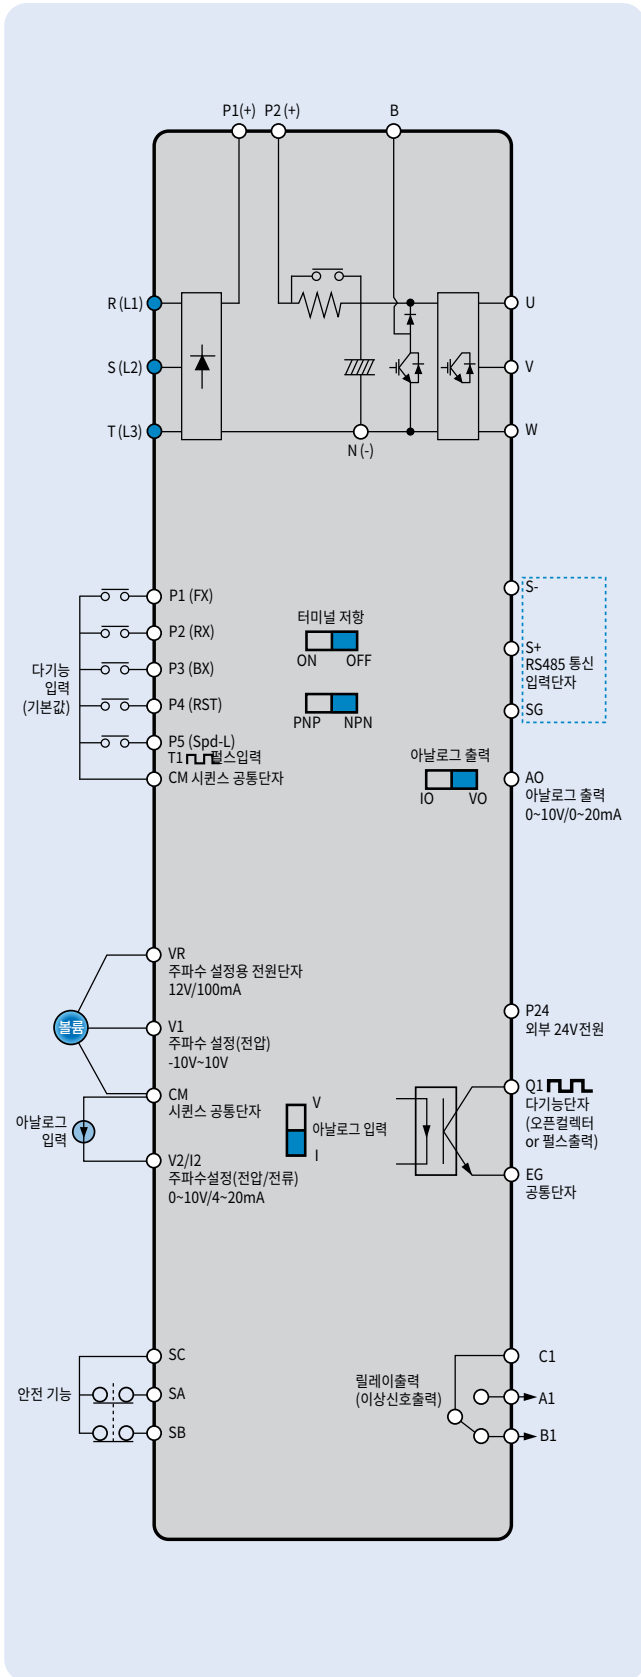 P1(+)
P2 (+)
B
R (L1)
S (L2)
T (L3)
U
V
W
N (-)
P1 (FX)
P2 (RX)
P3 (BX)
P4 (RST)
P5 (Spd-L)
T1 펄스입력
CM 시퀀스 공통단자
다기능
입력
(기본값)
터미널 저항
ON OFF
PNP NPN
아날로그 출력
IO VO
S-
S+
RS485 통신
입력단자
SG
AO
아날로그 출력
0~10V/0~20mA
VR
주파수 설정용 전원단자
12V/100mA
볼륨
V1
주파수 설정(전압)
-10V~10V
CM
시퀀스 공통단자
아날로그
입력
V2/I2
주파수설정(전압/전류)
0~10V/4~20mA
V
아날로그 입력
I
P24
외부 24V전원
Q1
다기능단자
(오픈컬렉터
or 펄스출력)
EG
공통단자
안전 기능
SC
SA
SB
릴레이출력
(이상신호출력)
C1
A1
B1